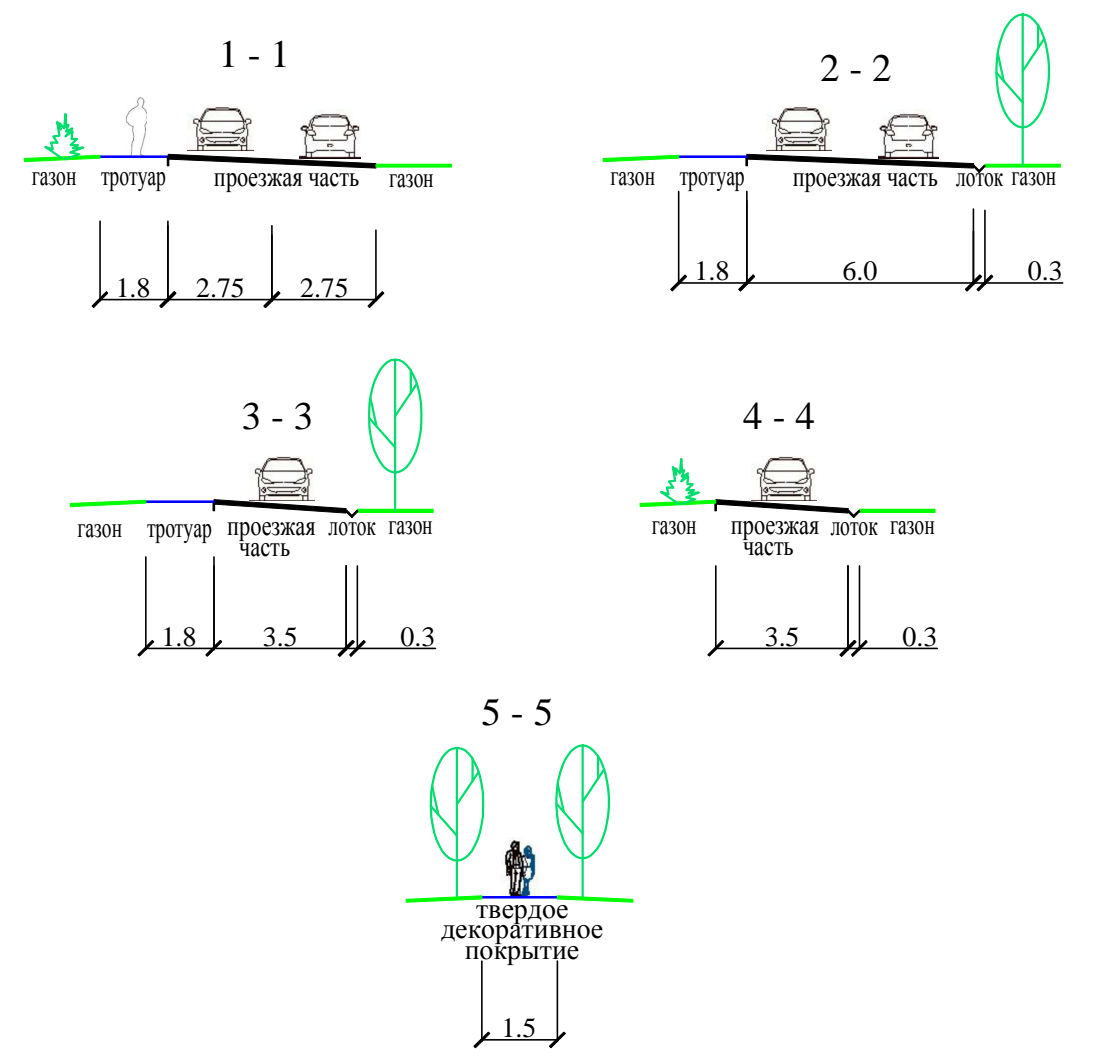 1 - 1
газон тротуар проезжая часть газон
1.8 2.75 2.75
2 - 2
газон тротуар проезжая часть лоток газон
1.8 6.0 0.3
3 - 3
газон тротуар проезжая лоток газон
часть
1.8 3.5 0.3
4 - 4
газон проезжая лоток газон
часть
3.5 0.3
5 - 5
твердое
декоративное
покрытие
1.5